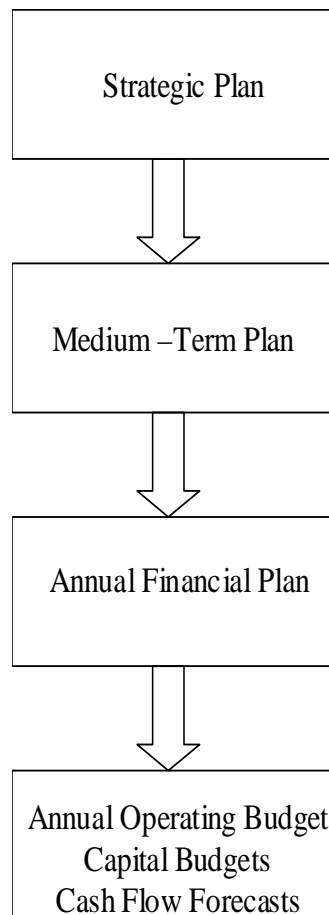 Strategic Plan
Medium –Term Plan
Annual Financial Plan
Annual Operating Budget
Capital Budgets
Cash Flow Forecasts